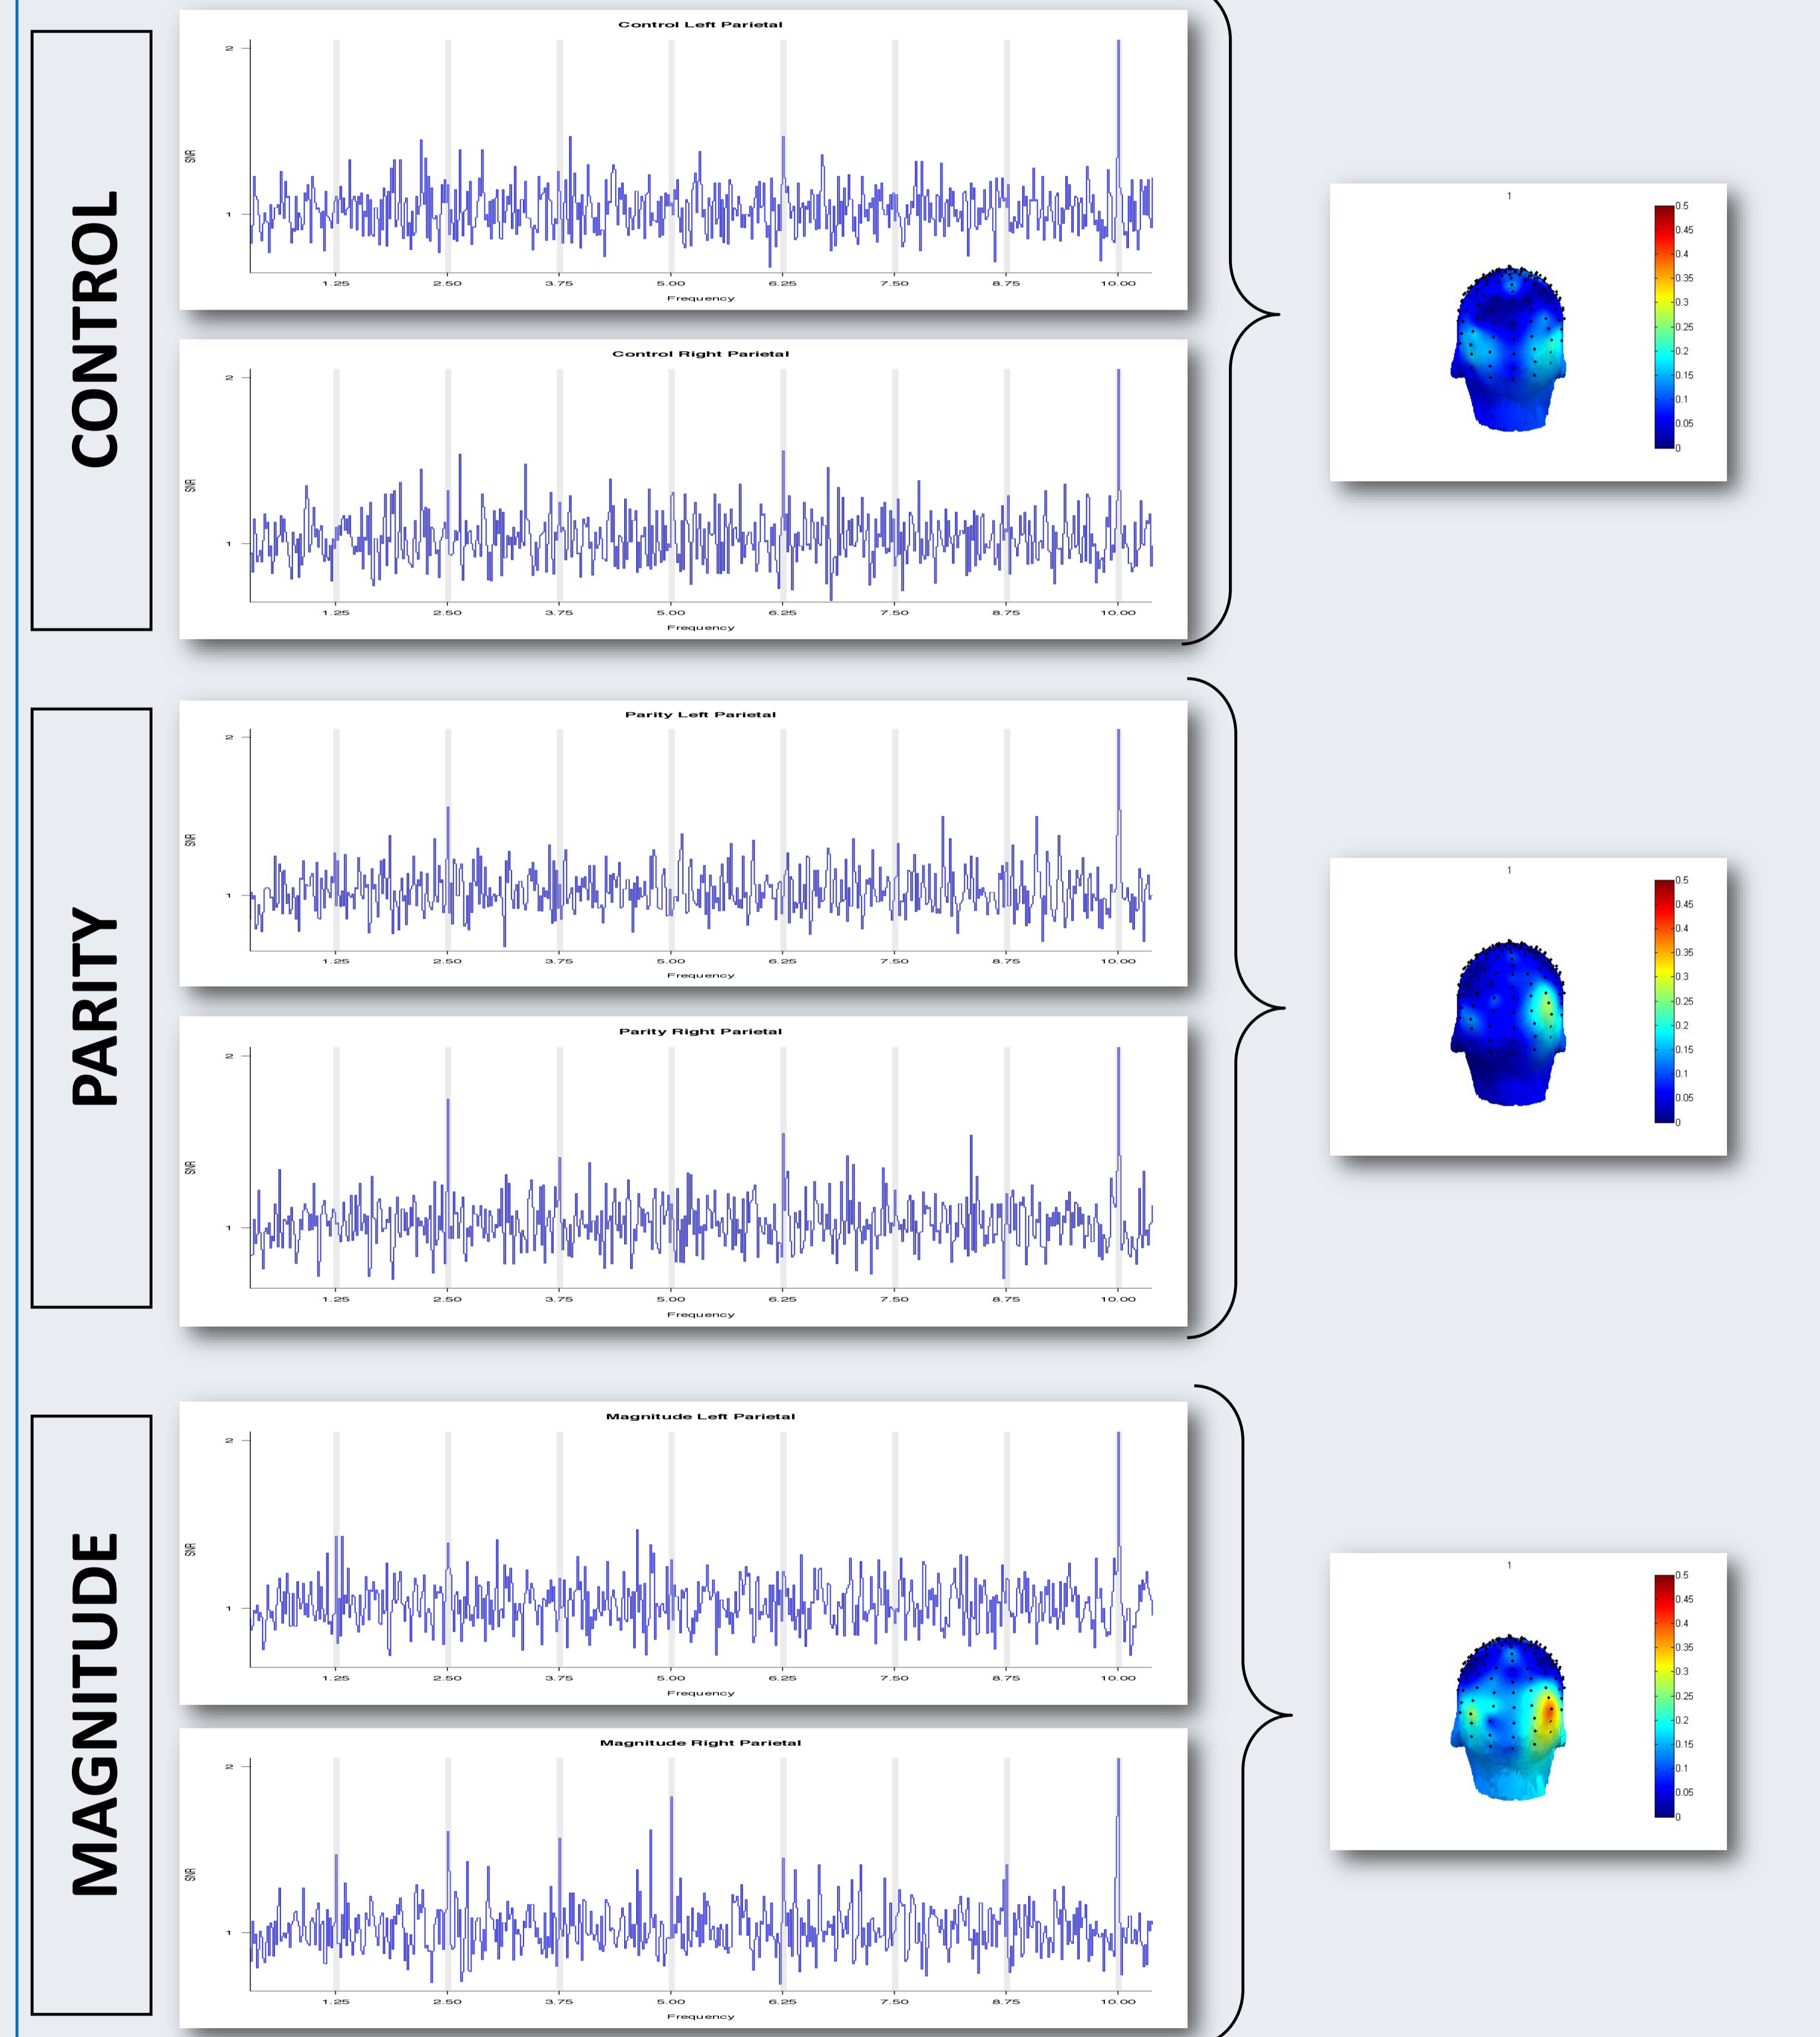 CONTROL
Control Left Parietal
2
1
SNR
1.25 2.50 3.75 5.00 6.25 7.50 8.75 10.00
Frequency
Control Right Parietal
2
1
SNR
1.25 2.50 3.75 5.00 6.25 7.50 8.75 10.00
Frequency
1
0.5
0.45
0.4
0.35
0.3
0.25
0.2
0.15
0.1
0.05
0
PARITY
Parity Left Parietal
2
1
SNR
1.25 2.50 3.75 5.00 6.25 7.50 8.75 10.00
Frequency
Parity Right Parietal
2
1
SNR
1.25 2.50 3.75 5.00 6.25 7.50 8.75 10.00
Frequency
1
0.5
0.45
0.4
0.35
0.3
0.25
0.2
0.15
0.1
0.05
0
MAGNITUDE
Magnitude Left Parietal
2
1
SNR
1.25 2.50 3.75 5.00 6.25 7.50 8.75 10.00
Frequency
Magnitude Right Parietal
2
1
SNR
1.25 2.50 3.75 5.00 6.25 7.50 8.75 10.00
Frequency
1
0.5
0.45
0.4
0.35
0.3
0.25
0.2
0.15
0.1
0.05
0